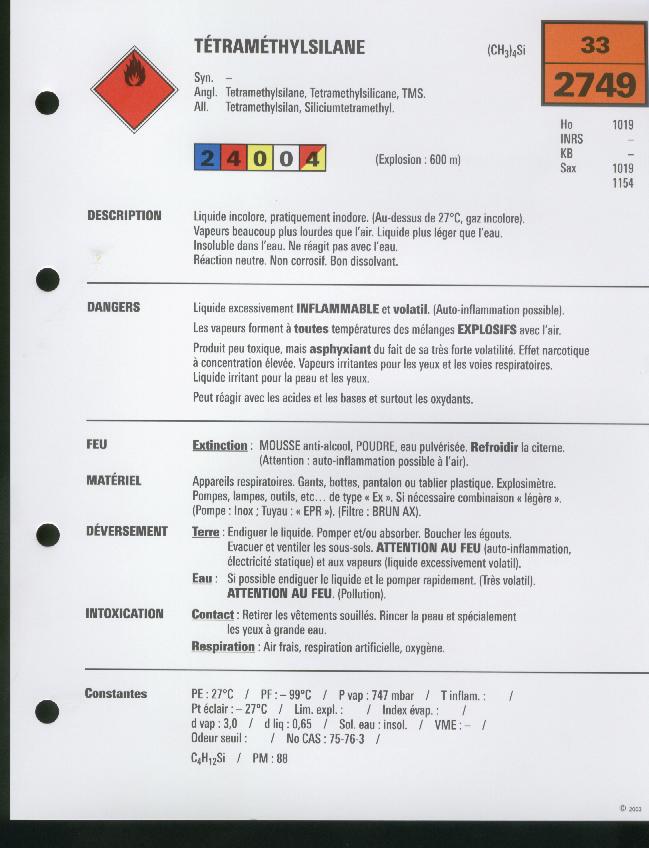 TÉTRAMÉTHYLSILANE
(CH3)4Si
33
2749
Syn. –
Angl. Tetramethylsilane, Tetramethylsilicane, TMS.
All. Tetramethylsilan, Siliciumtetramethyl.
Ho 1019
INRS –
KB –
Sax 1019
1154
2 4 0 0 4
(Explosion : 600 m)
DESCRIPTION
Liquide incolore, pratiquement inodore. (Au-dessus de 27°C, gaz incolore).
Vapeurs beaucoup plus lourdes que l'air. Liquide plus léger que l'eau.
Insoluble dans l'eau. Ne réagit pas avec l'eau.
Réaction neutre. Non corrosif. Bon dissolvant.
DANGERS
Liquide excessivement INFLAMMABLE et volatil. (Auto-inflammation possible).
Les vapeurs forment à toutes températures des mélanges EXPLOSIFS avec l'air.
Produit peu toxique, mais asphyxiant du fait de sa très forte volatilité. Effet narcotique
à concentration élevée. Vapeurs irritantes pour les yeux et les voies respiratoires.
Liquide irritant pour la peau et les yeux.
Peut réagir avec les acides et les bases et surtout les oxydants.
FEU
Extinction : MOUSSE anti-alcool, POUDRE, eau pulvérisée. Refroidir la citerne.
(Attention : auto-inflammation possible à l'air).
MATÉRIEL
Appareils respiratoires. Gants, bottes, pantalon ou tablier plastique. Explosimètre.
Pompes, lampes, outils, etc... de type « Ex ». Si nécessaire combinaison « légère ».
(Pompe : Inox ; Tuyau : « EPR »). (Filtre : BRUN AX).
DÉVERSEMENT
Terre : Endiguer le liquide. Pomper et/ou absorber. Boucher les égouts.
Evacuer et ventiler les sous-sols. ATTENTION AU FEU (auto-inflammation,
électricité statique) et aux vapeurs (liquide excessivement volatil).
Eau : Si possible endiguer le liquide et le pomper rapidement. (Très volatil).
ATTENTION AU FEU. (Pollution).
INTOXICATION
Contact : Retirer les vêtements souillés. Rincer la peau et spécialement
les yeux à grande eau.
Respiration : Air frais, respiration artificielle, oxygène.
Constantes
PE : 27°C / PF : – 99°C / P vap : 747 mbar / T inflam. : /
Pt éclair : – 27°C / Lim. expl. : / Index évap. : /
d vap : 3,0 / d liq : 0,65 / Sol. eau : insol. / VME : – /
Odeur seuil : / No CAS : 75-76-3 /
C4H12Si / PM : 88
© 2003